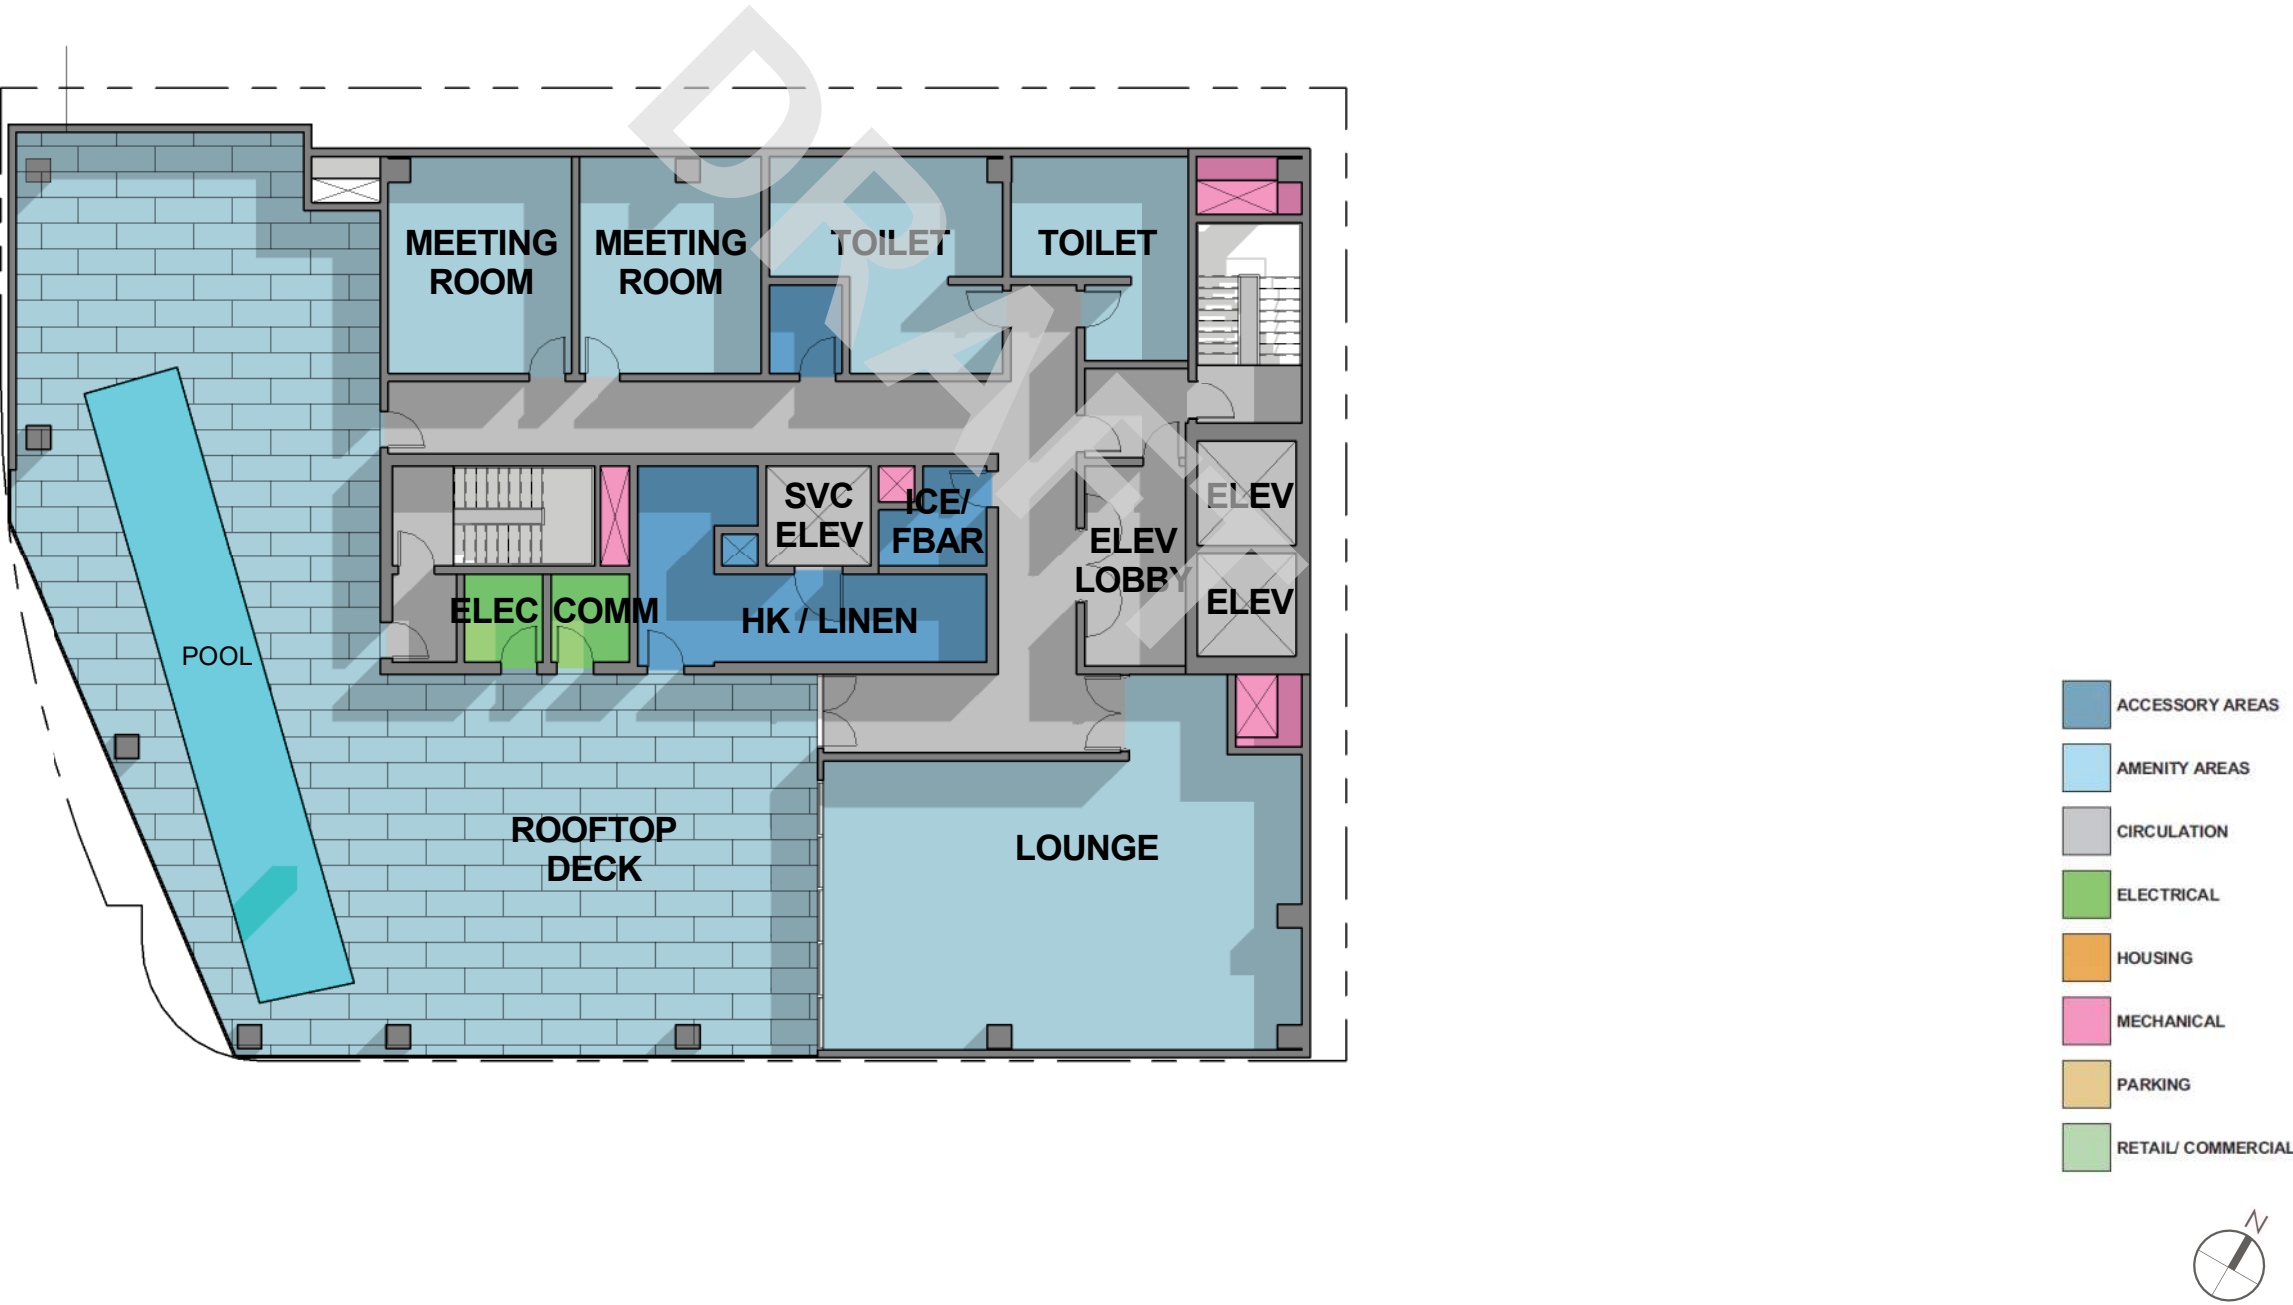 DRAFT
MEETING
ROOM
MEETING
ROOM
TOILET
TOILET
SVC
ELEV
ICE/
FBAR
ELEV
LOBBY
ELEV
ELEV
ELEC
COMM
HK / LINEN
POOL
ROOFTOP
DECK
LOUNGE
ACCESSORY AREAS
AMENITY AREAS
CIRCULATION
ELECTRICAL
HOUSING
MECHANICAL
PARKING
RETAIL/ COMMERCIAL
N